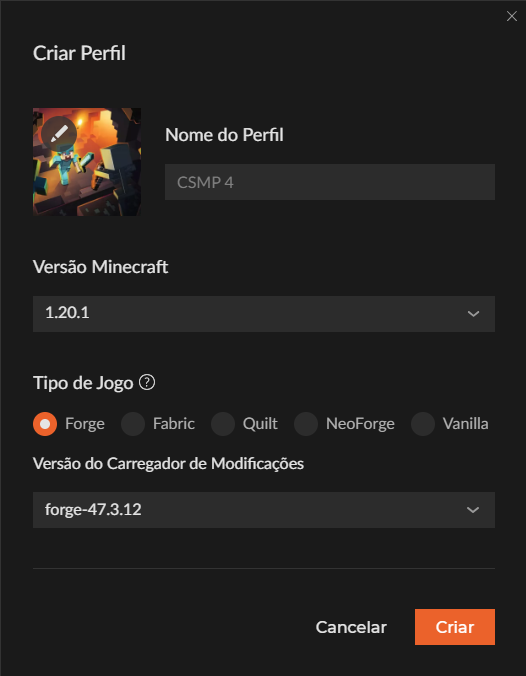 Criar Perfil
Nome do Perfil
CSMP 4
Versão Minecraft
1.20.1
Tipo de Jogo ?
Forge Fabric Quilt NeoForge Vanilla
Versão do Carregador de Modificações
forge-47.3.12
Cancelar Criar